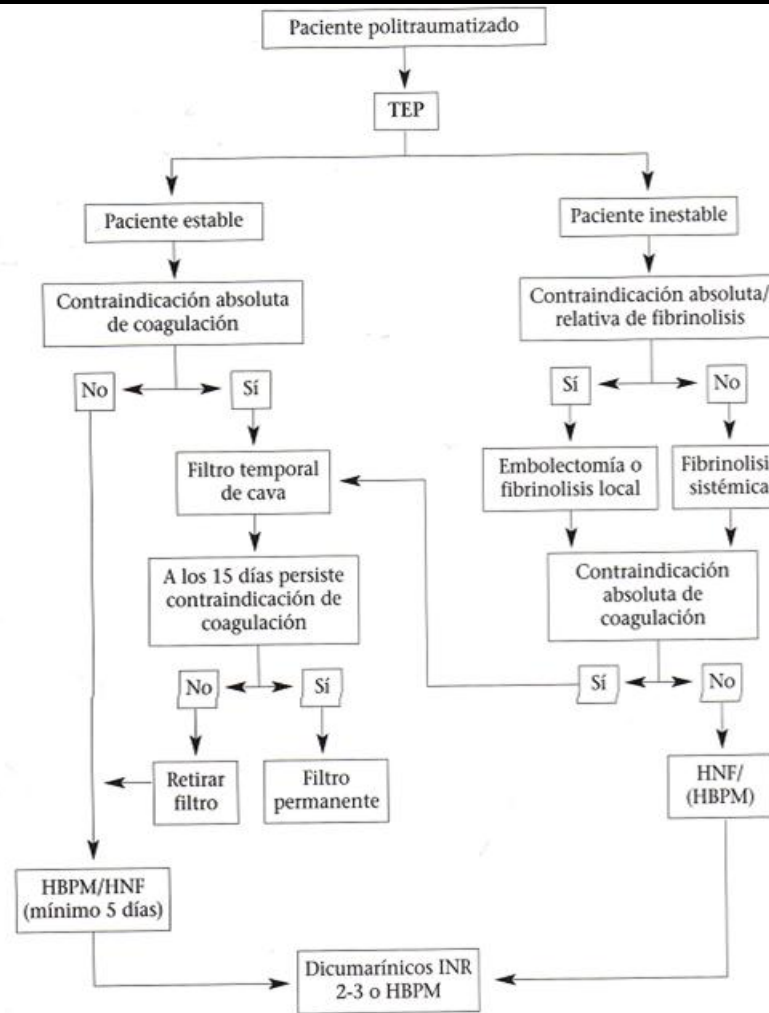 Paciente politraumatizado
TEP
Paciente estable
Paciente inestable
Contraindicación absoluta
de coagulación
Contraindicación absoluta/
relativa de fibrinolisis
No
Sí
Sí
No
Filtro temporal
de cava
Embolectomía o
fibrinolisis local
Fibrinolisi
sistémica
A los 15 días persiste
contraindicación de
coagulación
Contraindicación
absoluta de
coagulación
No
Sí
Sí
No
Retirar
filtro
Filtro
permanente
HNF/
(HBPM)
HBPM/HNF
(mínimo 5 días)
Dicumarínicos INR
2-3 o HBPM